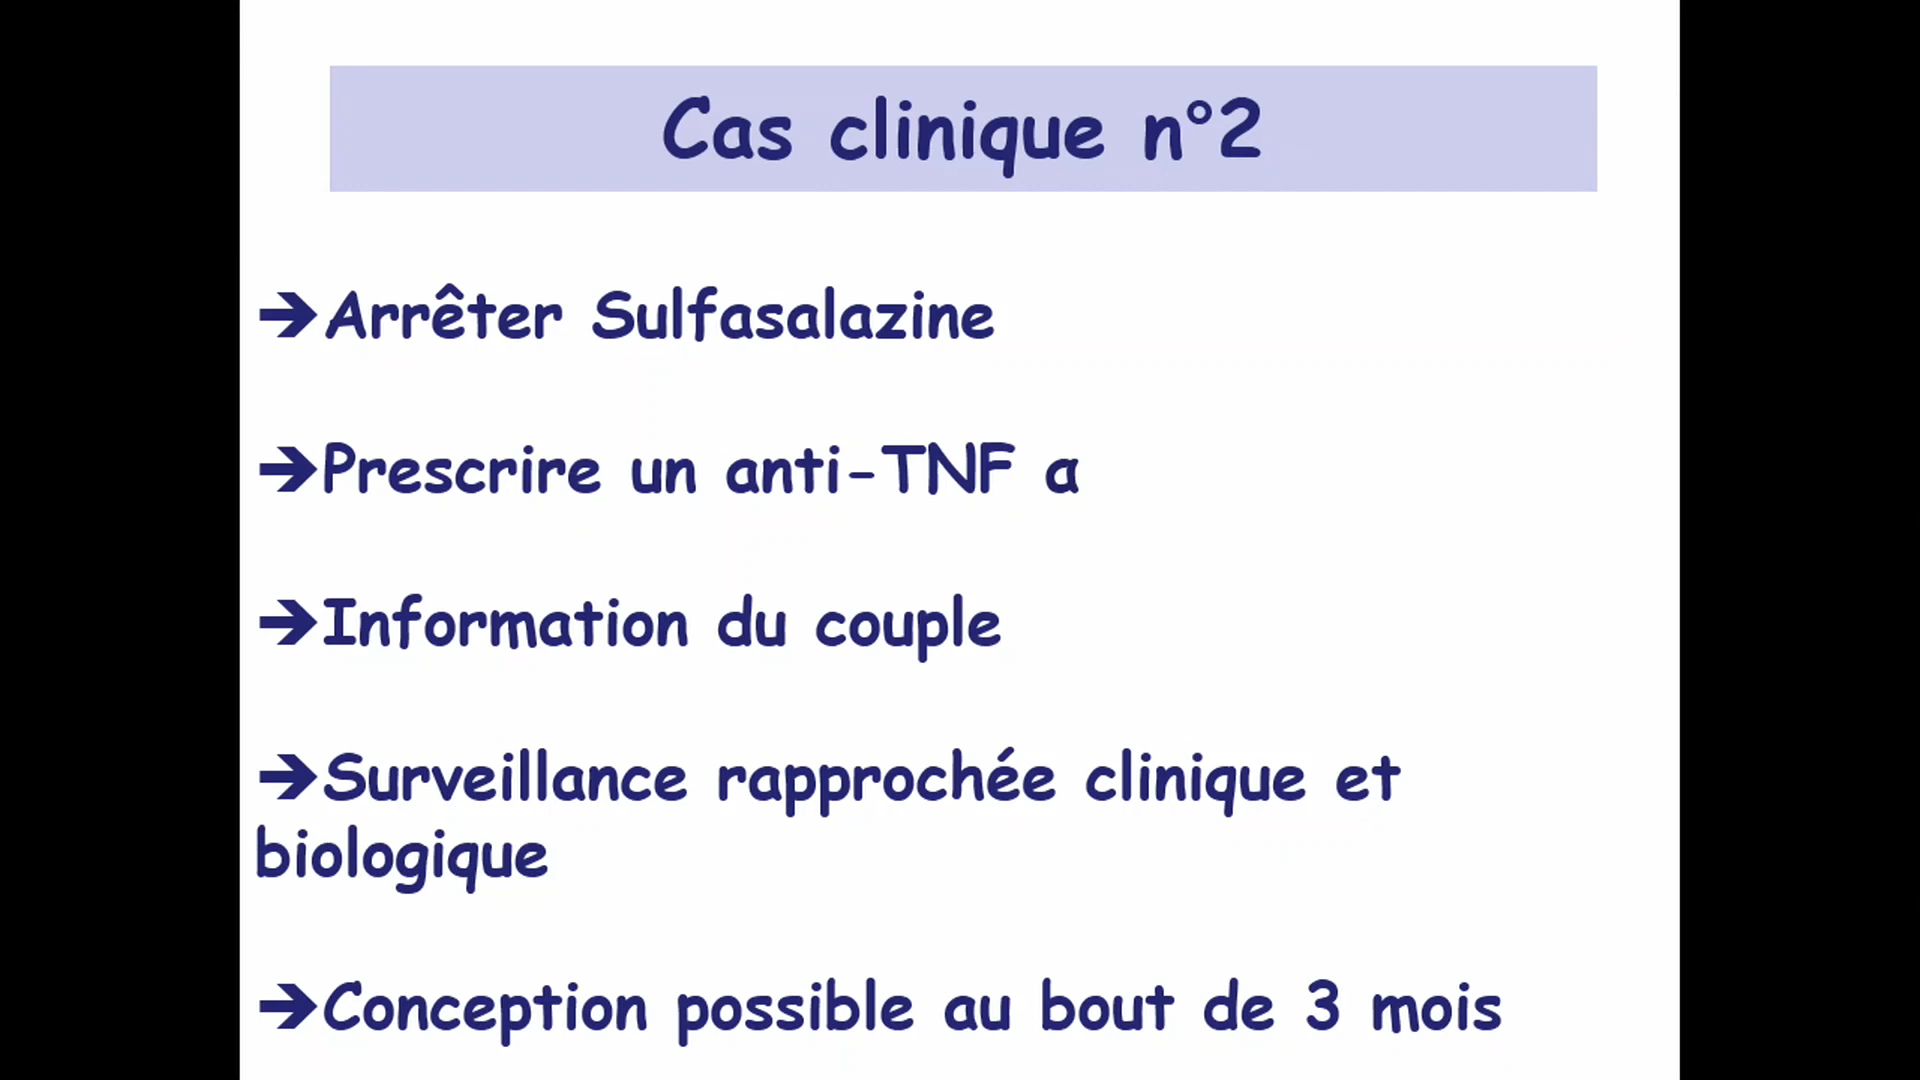 Cas clinique n°2
➔Arrêter Sulfasalazine
➔Prescrire un anti-TNF α
➔Information du couple
➔Surveillance rapprochée clinique et
biologique
➔Conception possible au bout de 3 mois